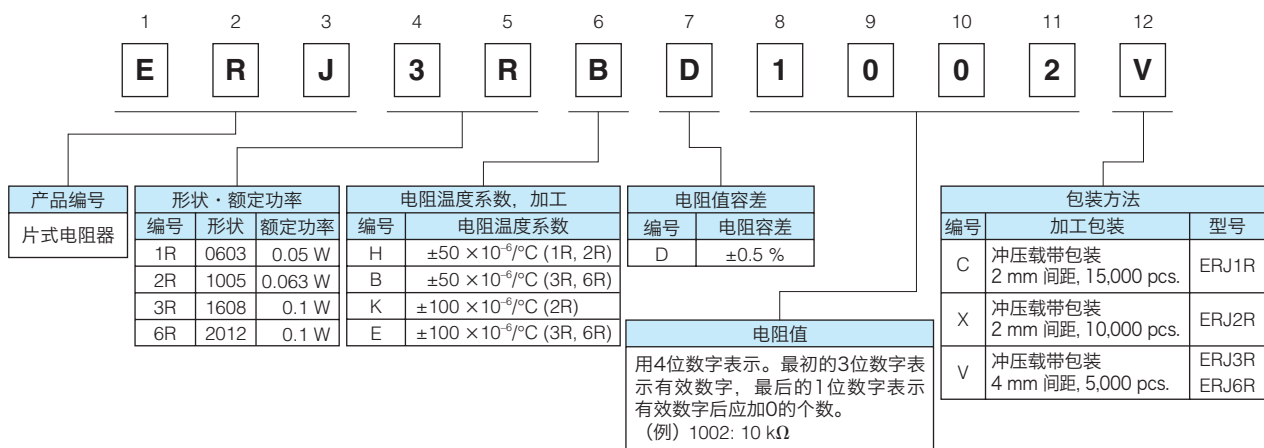 1 2 3 4 5 6 7 8 9 10 11 12
E R J 3 R B D 1 0 0 2 V
产品编号
片式电阻器
形状・额定功率
编号 形状 额定功率
1R 0603 0.05 W
2R 1005 0.063 W
3R 1608 0.1 W
6R 2012 0.1 W
电阻温度系数，加工
编号 电阻温度系数
H ±50 ×10⁻⁶/°C (1R, 2R)
B ±50 ×10⁻⁶/°C (3R, 6R)
K ±100 ×10⁻⁶/°C (2R)
E ±100 ×10⁻⁶/°C (3R, 6R)
电阻值容差
编号 电阻容差
D ±0.5 %
电阻值
用4位数字表示。最初的3位数字表
示有效数字，最后的1位数字表示
有效数字后应加0的个数。
（例）1002: 10 kΩ
包装方法
编号 加工包装 型号
C 冲压载带包装 ERJ1R
2 mm 间距, 15,000 pcs.
X 冲压载带包装 ERJ2R
2 mm 间距, 10,000 pcs.
V 冲压载带包装 ERJ3R
4 mm 间距, 5,000 pcs. ERJ6R